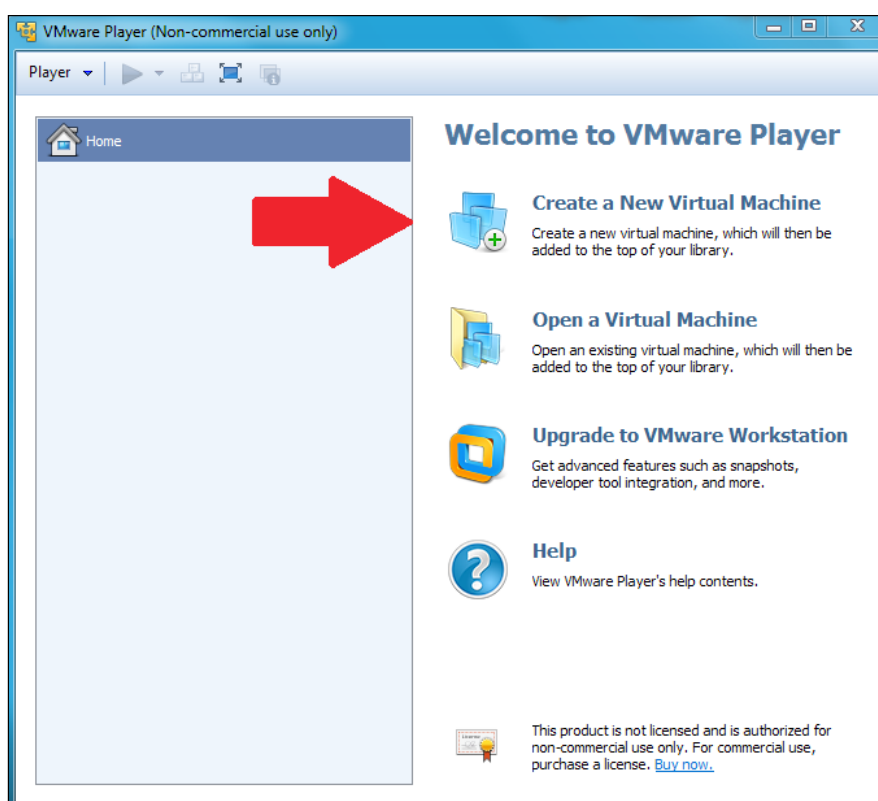 VMware Player (Non-commercial use only)
Player
Home
Welcome to VMware Player
Create a New Virtual Machine
Create a new virtual machine, which will then be
added to the top of your library.
Open a Virtual Machine
Open an existing virtual machine, which will then be
added to the top of your library.
Upgrade to VMware Workstation
Get advanced features such as snapshots,
developer tool integration, and more.
Help
View VMware Player's help contents.
This product is not licensed and is authorized for
non-commercial use only. For commercial use,
purchase a license. Buy now.